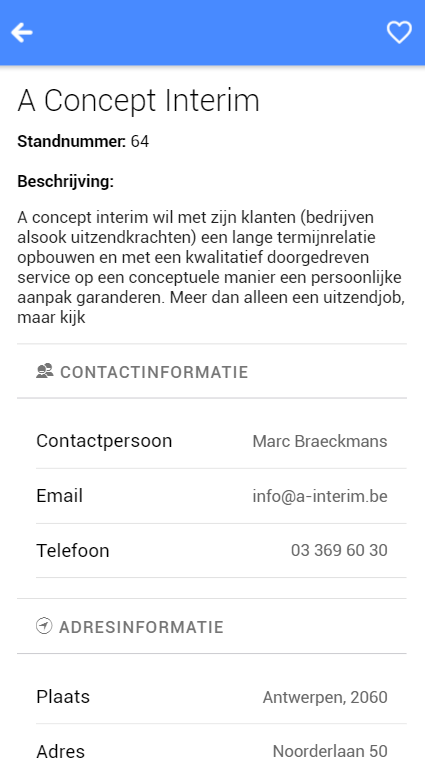 A Concept Interim
Standnummer: 64
Beschrijving:
A concept interim wil met zijn klanten (bedrijven
alsook uitzendkrachten) een lange termijnrelatie
opbouwen en met een kwalitatief doorgedreven
service op een conceptuele manier een persoonlijke
aanpak garanderen. Meer dan alleen een uitzendjob,
maar kijk
CONTACTINFORMATIE
Contactpersoon Marc Braeckmans
Email info@a-interim.be
Telefoon 03 369 60 30
ADRESINFORMATIE
Plaats Antwerpen, 2060
Adres Noorderlaan 50